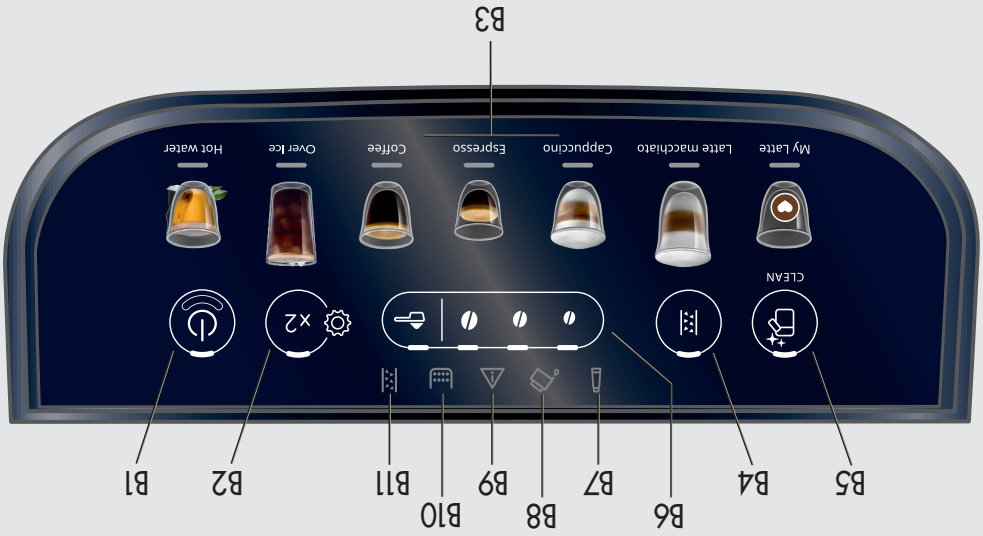 B6 B8 B10
B5 B4 B7 B9 B11 B2 B1
x2
CLEAN
My Latte Latte macchiato Cappuccino Espresso Coffee Over Ice Hot water
B3